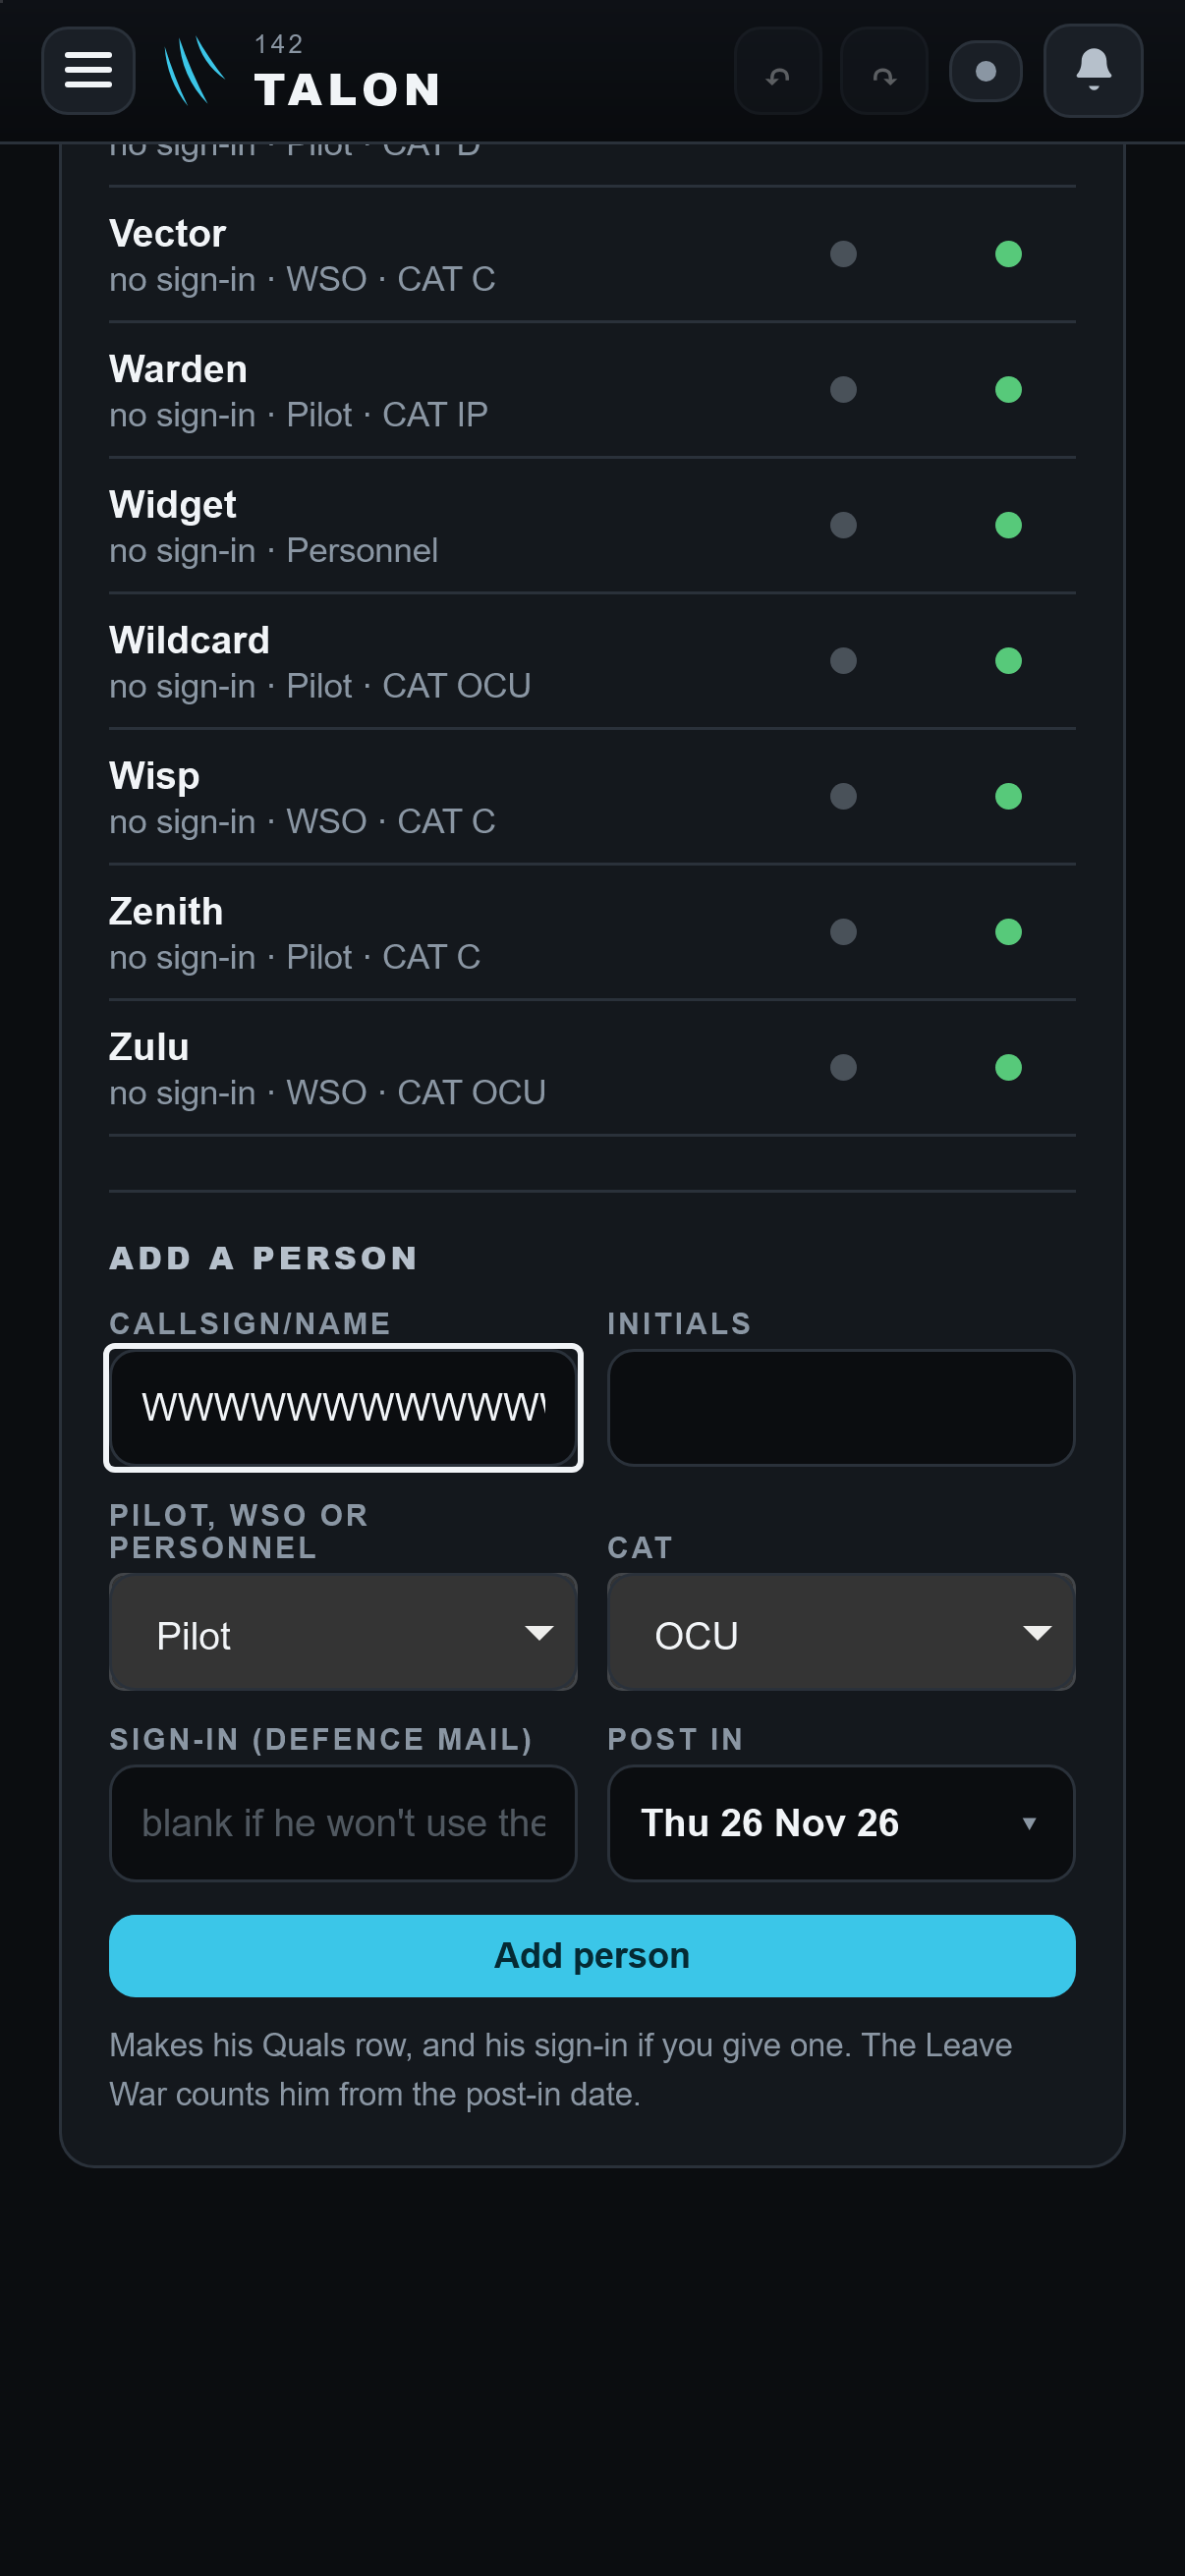 142
TALON
no sign-in · Pilot · CAT D
Vector
no sign-in · WSO · CAT C
Warden
no sign-in · Pilot · CAT IP
Widget
no sign-in · Personnel
Wildcard
no sign-in · Pilot · CAT OCU
Wisp
no sign-in · WSO · CAT C
Zenith
no sign-in · Pilot · CAT C
Zulu
no sign-in · WSO · CAT OCU
ADD A PERSON
CALLSIGN/NAME
INITIALS
PILOT, WSO OR
PERSONNEL
CAT
Pilot
OCU
SIGN-IN (DEFENCE MAIL)
POST IN
blank if he won't use the
Thu 26 Nov 26
Add person
Makes his Quals row, and his sign-in if you give one. The Leave
War counts him from the post-in date.